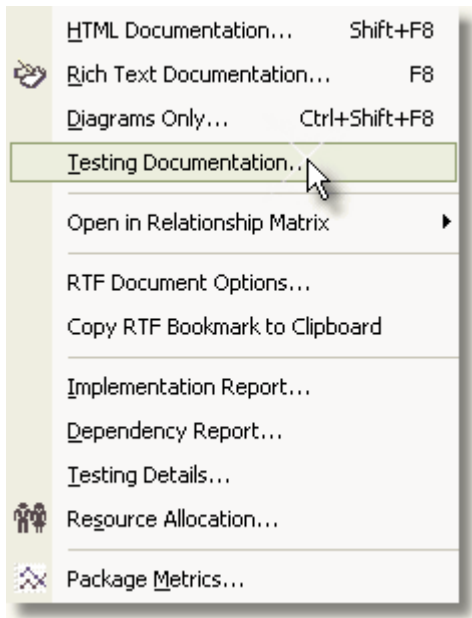 HTML Documentation... Shift+F8
Rich Text Documentation... F8
Diagrams Only... Ctrl+Shift+F8
Testing Documentation...
Open in Relationship Matrix
RTF Document Options...
Copy RTF Bookmark to Clipboard
Implementation Report...
Dependency Report...
Testing Details...
Resource Allocation...
Package Metrics...